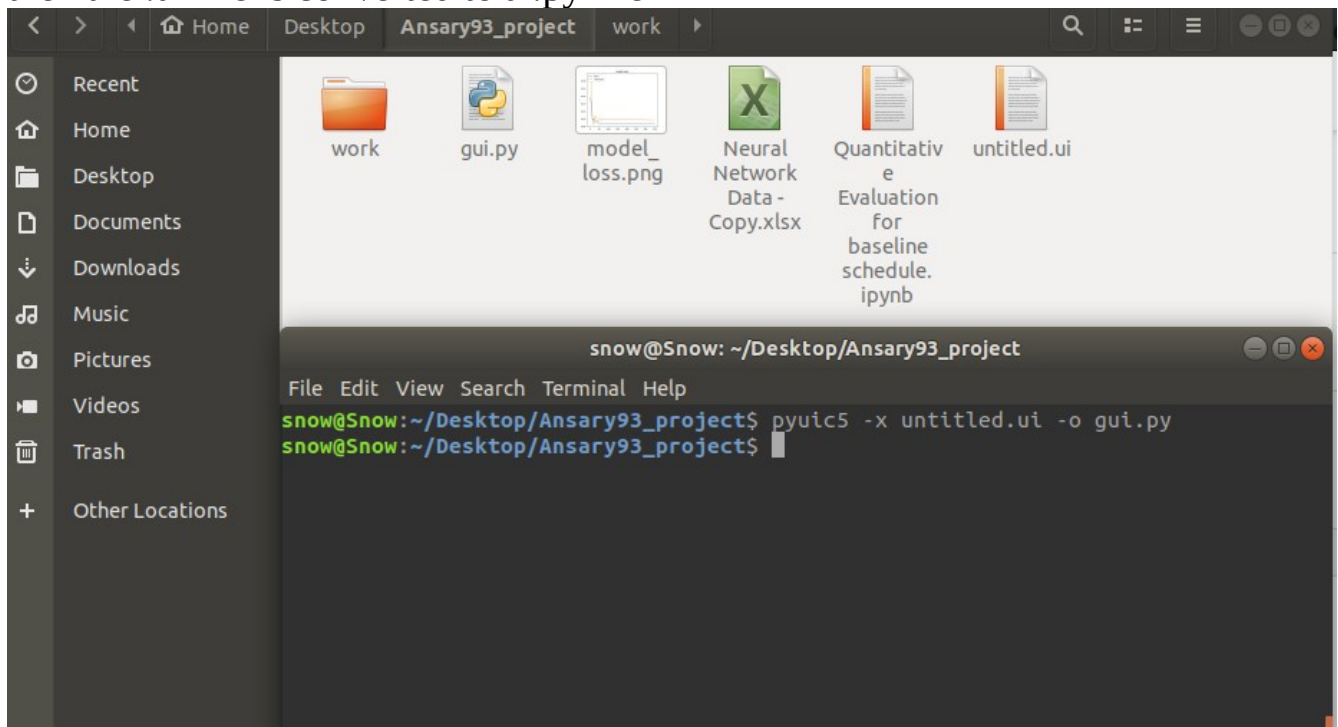 Home Desktop Ansary93_project work
Recent
Home
Desktop
Documents
Downloads
Music
Pictures
Videos
Trash
Other Locations
work
gui.py
model_
loss.png
Neural
Network
Data -
Copy.xlsx
Quantitativ
e
Evaluation
for
baseline
schedule.
ipynb
untitled.ui
snow@Snow: ~/Desktop/Ansary93_project
File Edit View Search Terminal Help
snow@Snow:~/Desktop/Ansary93_project$ pyuic5 -x untitled.ui -o gui.py
snow@Snow:~/Desktop/Ansary93_project$